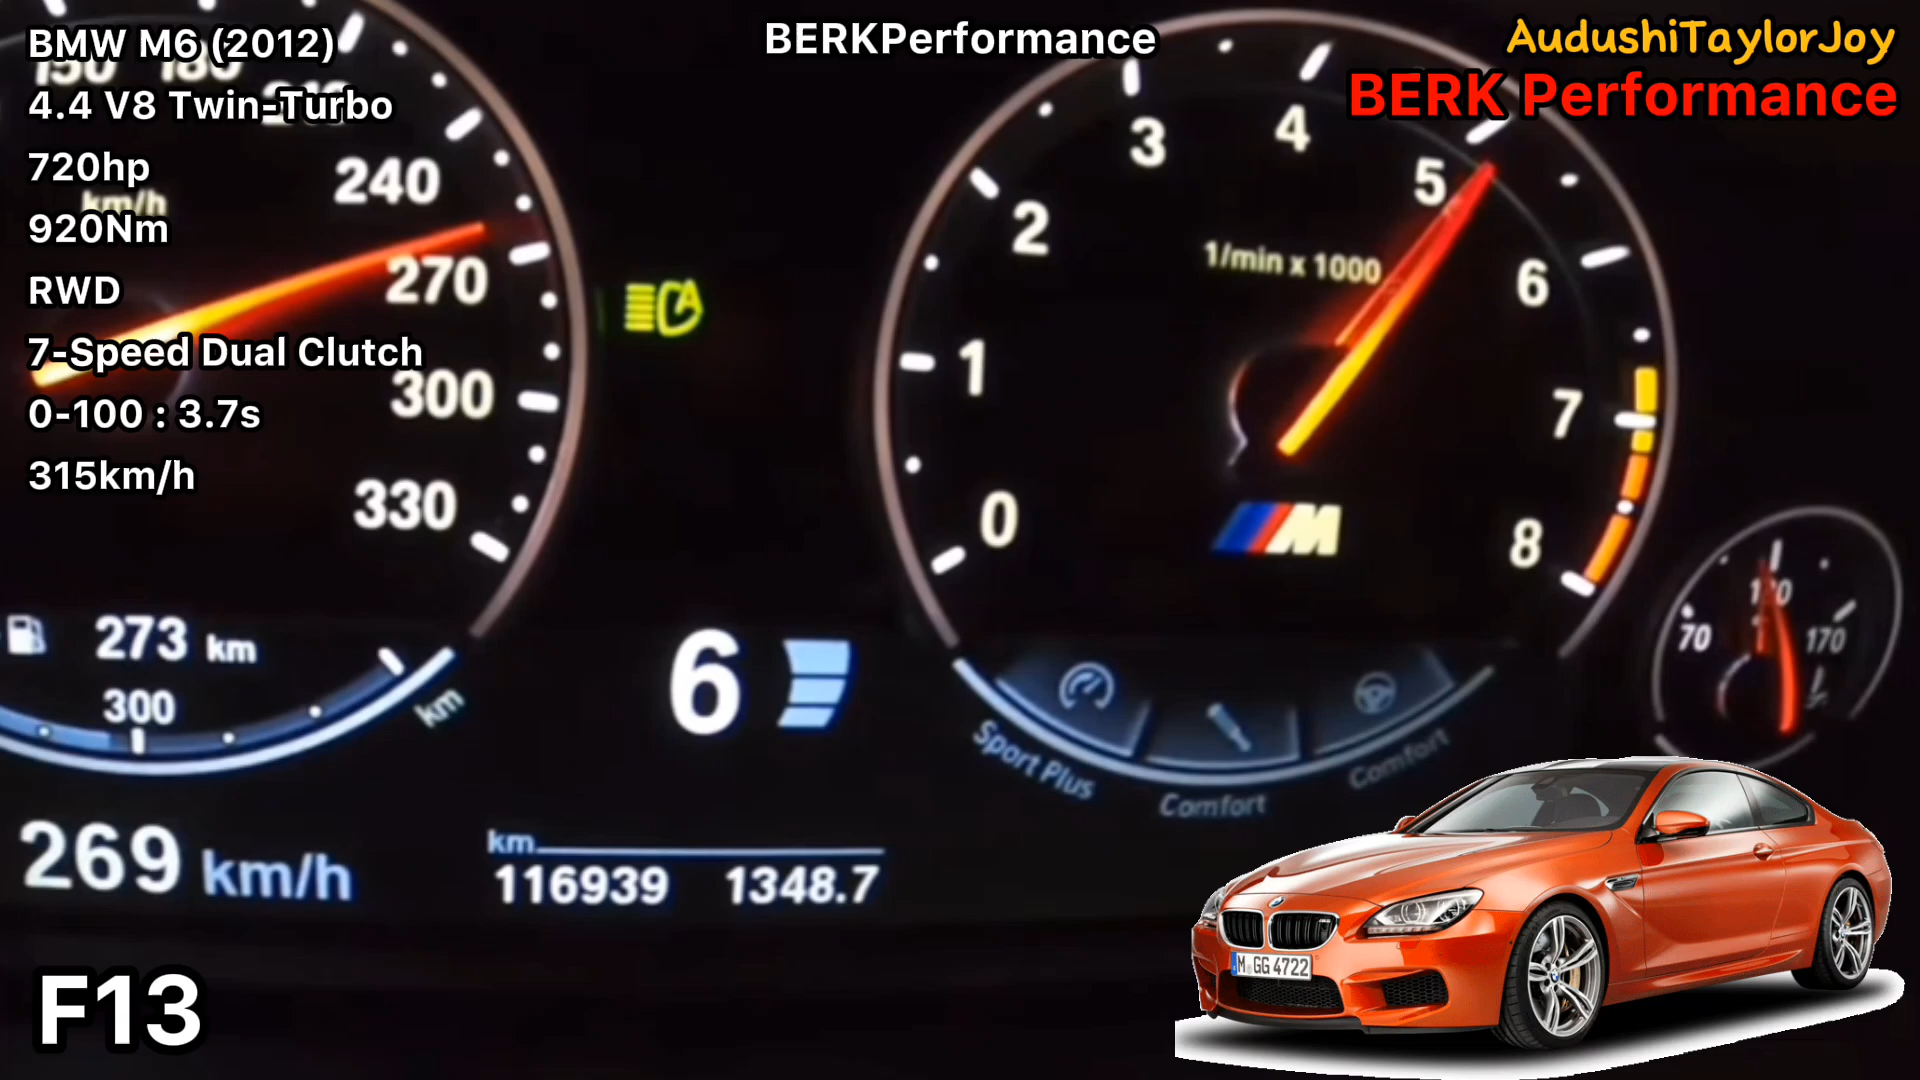 BMW M6 (2012)
4.4 V8 Twin-Turbo
720hp
920Nm
RWD
7-Speed Dual Clutch
0-100 : 3.7s
315km/h
BERKPerformance
AudushiTaylorJoy
BERK Performance
150 180
km/h
240
270
300
330
0 1 2 3 4 5 6 7 8
1/min x 1000
M
70 170
273 km
300
km
6
Sport Plus
Comfort
Comfort
269 km/h
km
116939 1348.7
F13
M GG 4722